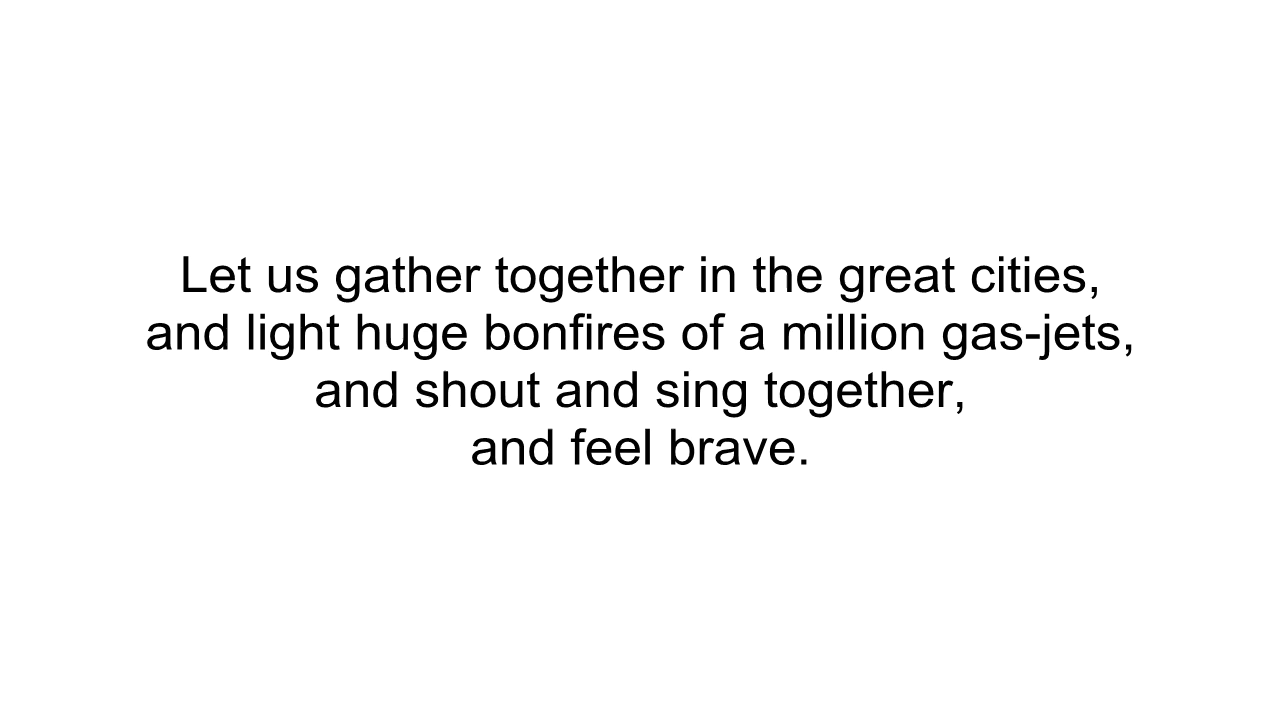 Let us gather together in the great cities,
and light huge bonfires of a million gas-jets,
and shout and sing together,
and feel brave.